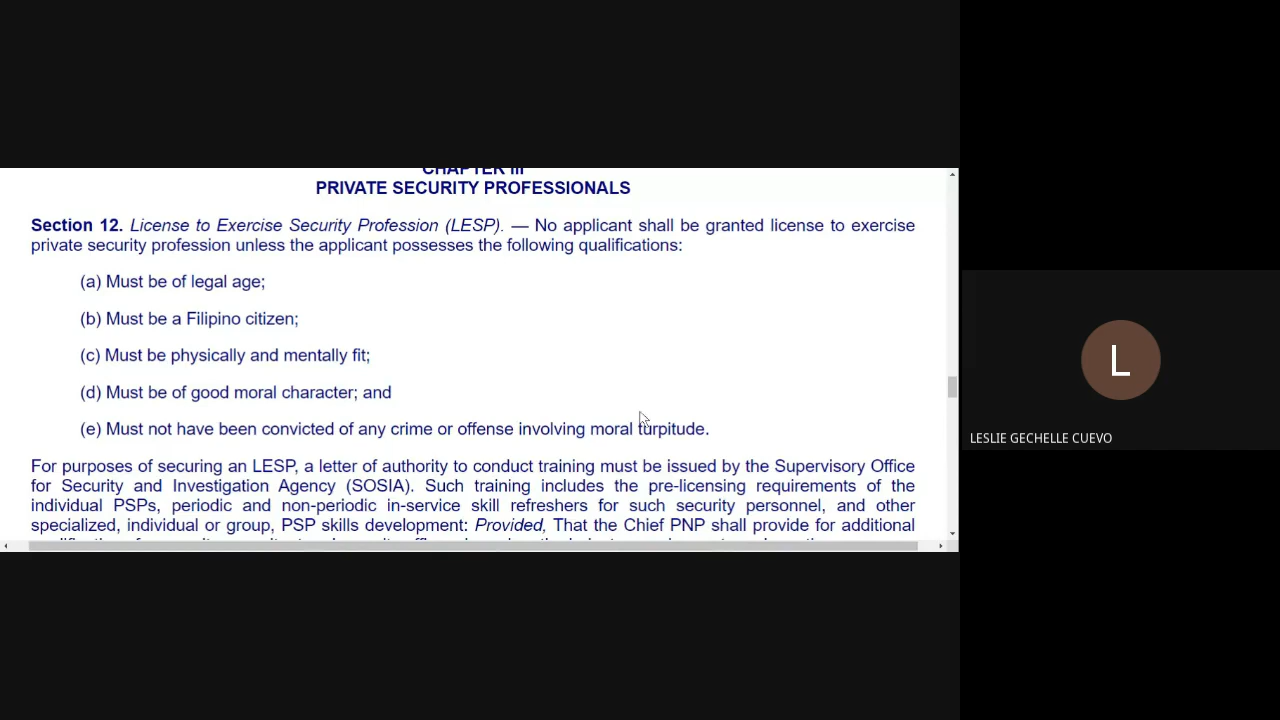 CHAPTER III
PRIVATE SECURITY PROFESSIONALS
Section 12. License to Exercise Security Profession (LESP). — No applicant shall be granted license to exercise
private security profession unless the applicant possesses the following qualifications:
(a) Must be of legal age;
(b) Must be a Filipino citizen;
(c) Must be physically and mentally fit;
(d) Must be of good moral character; and
(e) Must not have been convicted of any crime or offense involving moral turpitude.
For purposes of securing an LESP, a letter of authority to conduct training must be issued by the Supervisory Office
for Security and Investigation Agency (SOSIA). Such training includes the pre-licensing requirements of the
individual PSPs, periodic and non-periodic in-service skill refreshers for such security personnel, and other
specialized, individual or group, PSP skills development: Provided, That the Chief PNP shall provide for additional
L
LESLIE GECHELLE CUEVO